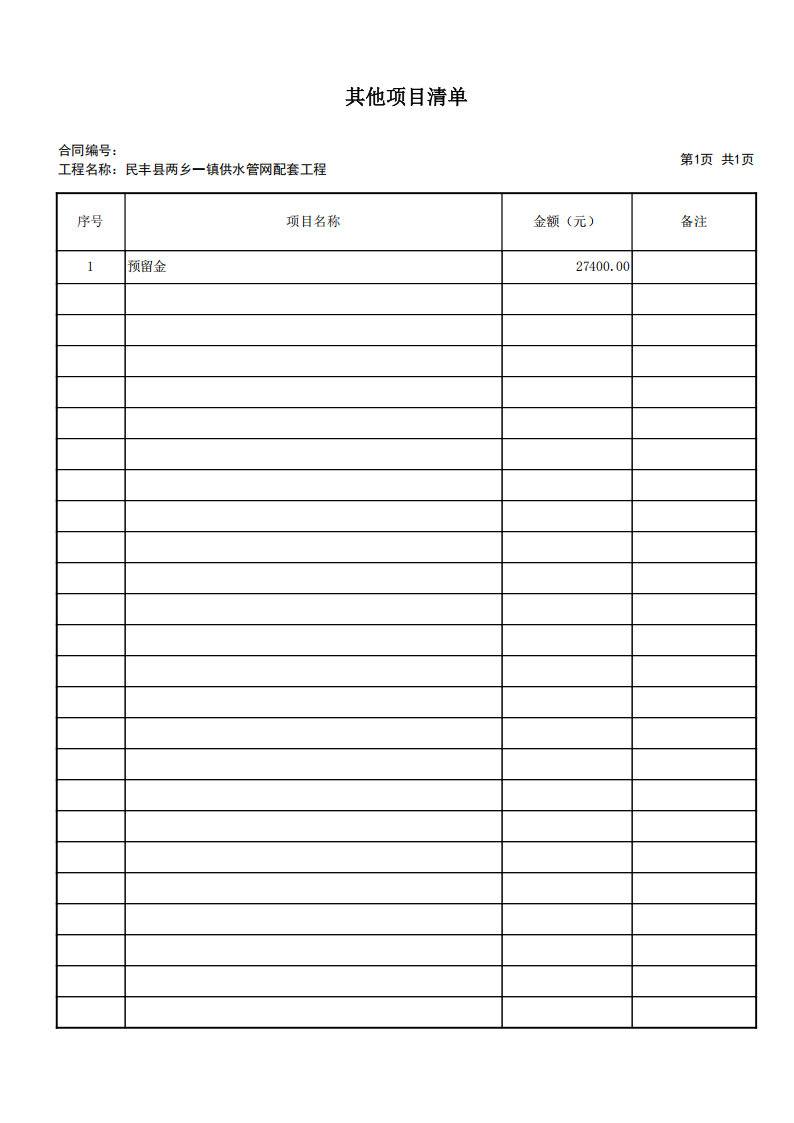 其他项目清单
合同编号：
工程名称：民丰县两乡一镇供水管网配套工程
第1页 共1页
序号 项目名称 金额（元） 备注
1 预留金 27400.00